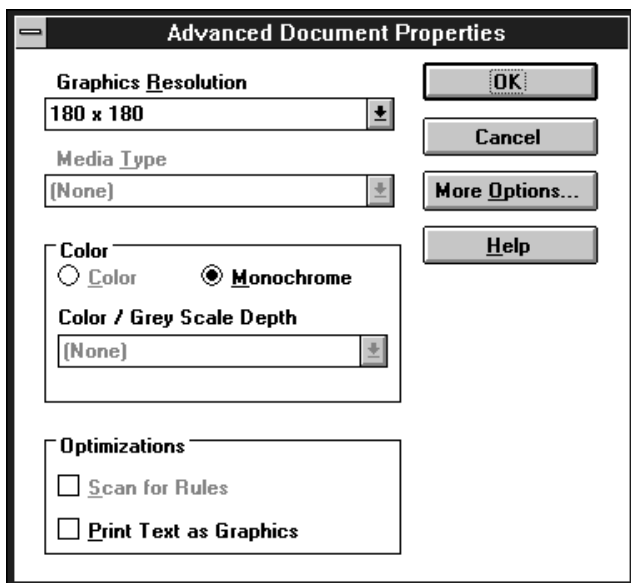 Advanced Document Properties
Graphics Resolution
180 x 180
Media Type
(None)
Color
Color
Monochrome
Color / Grey Scale Depth
(None)
Optimizations
Scan for Rules
Print Text as Graphics
OK
Cancel
More Options...
Help